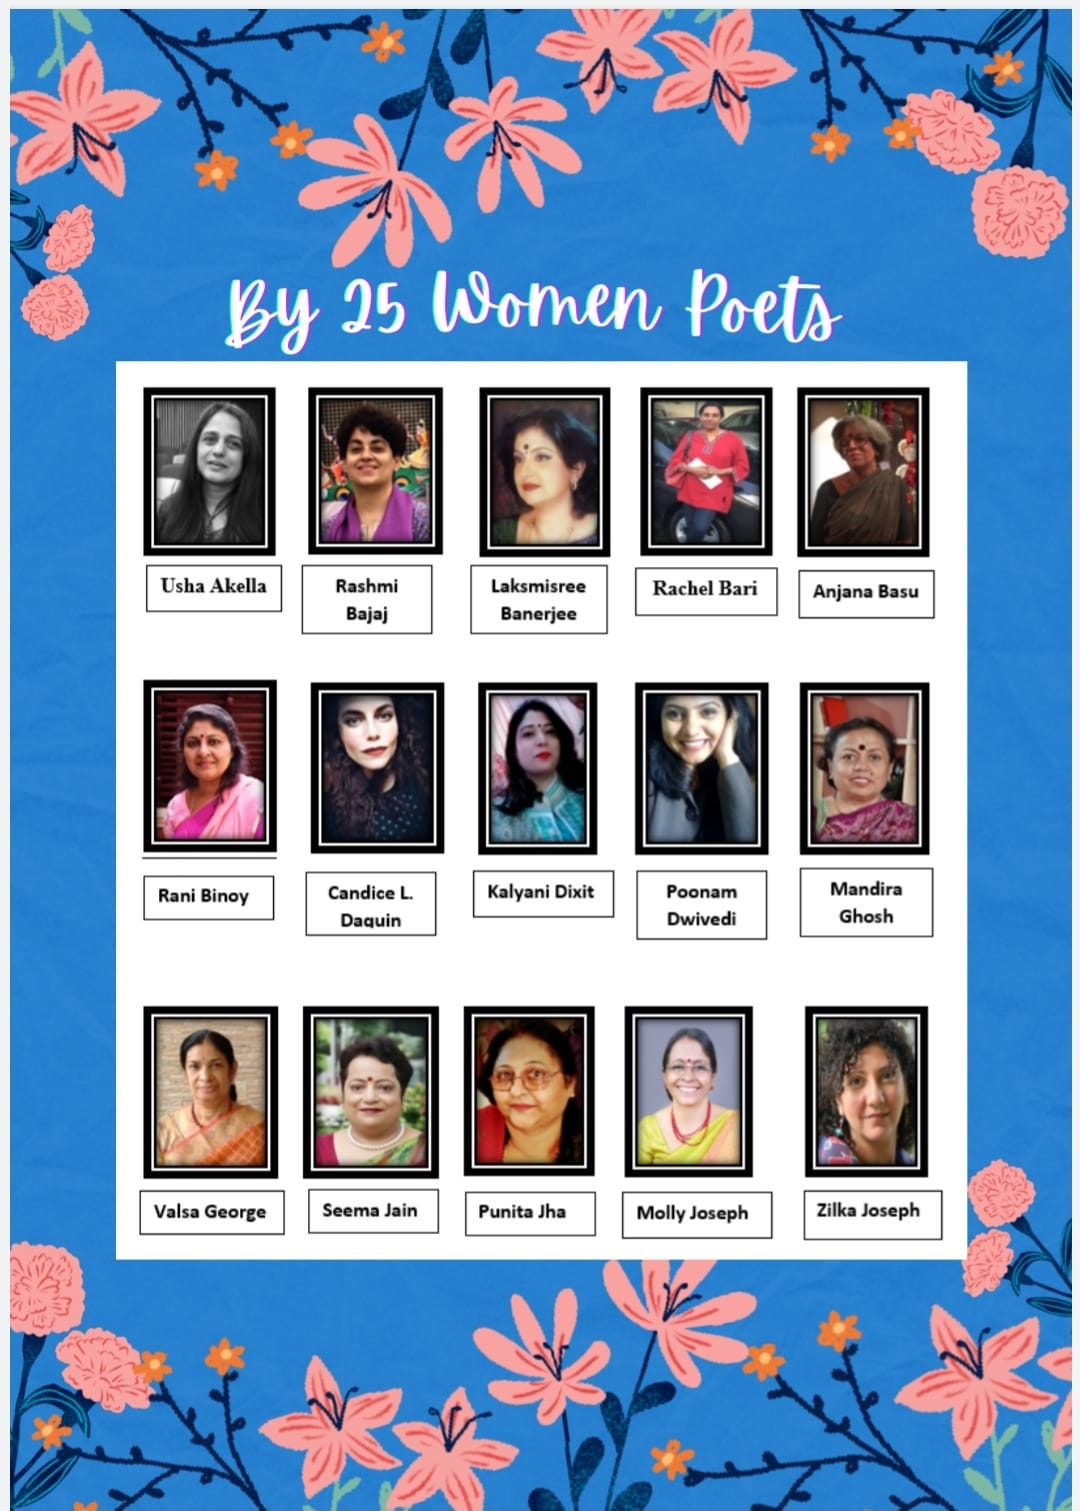 By 25 Women Poets
Usha Akella
Rashmi
Bajaj
Laksmisree
Banerjee
Rachel Bari
Anjana Basu
Rani Binoy
Candice L.
Daquin
Kalyani Dixit
Poonam
Dwivedi
Mandira
Ghosh
Valsa George
Seema Jain
Punita Jha
Molly Joseph
Zilka Joseph